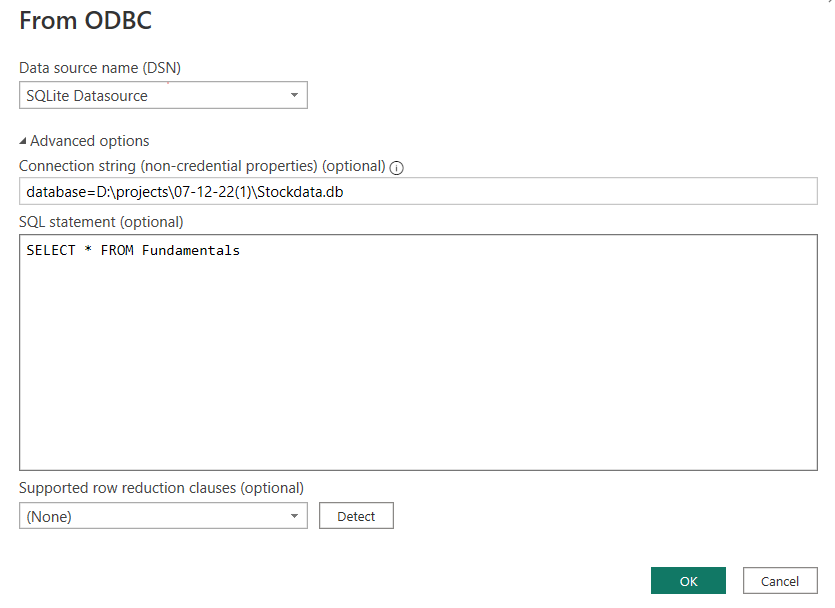 From ODBC
Data source name (DSN)
SQLite Datasource
Advanced options
Connection string (non-credential properties) (optional)
database=D:\projects\07-12-22(1)\Stockdata.db
SQL statement (optional)
SELECT * FROM Fundamentals
Supported row reduction clauses (optional)
(None)
Detect
OK
Cancel